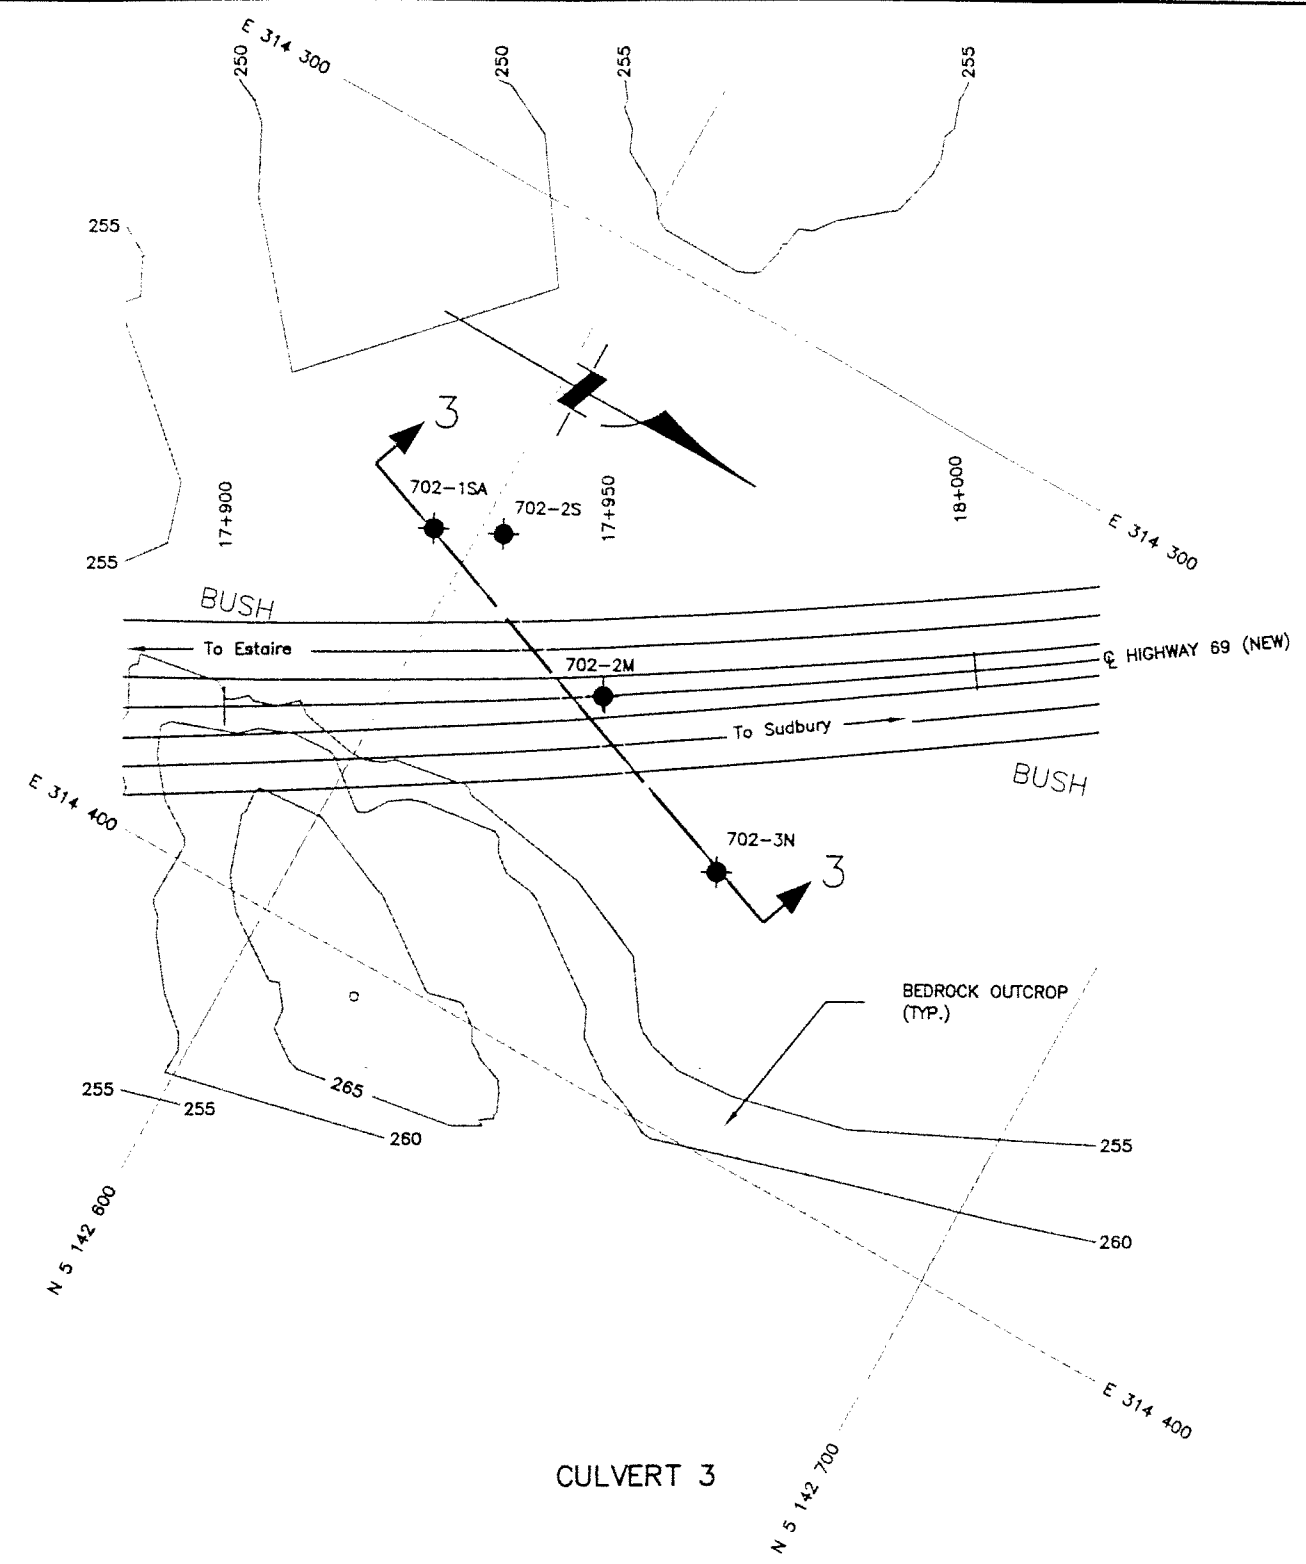 E 314 300
250
250
255
255
255
3
702-1SA
702-2S
17+900
17+950
18+000
E 314 300
255
BUSH
To Estaire
702-2M
℄ HIGHWAY 69 (NEW)
To Sudbury
BUSH
E 314 400
702-3N
3
BEDROCK OUTCROP
(TYP.)
265
255
255
260
255
260
N 5 142 600
E 314 400
CULVERT 3
N 5 142 700